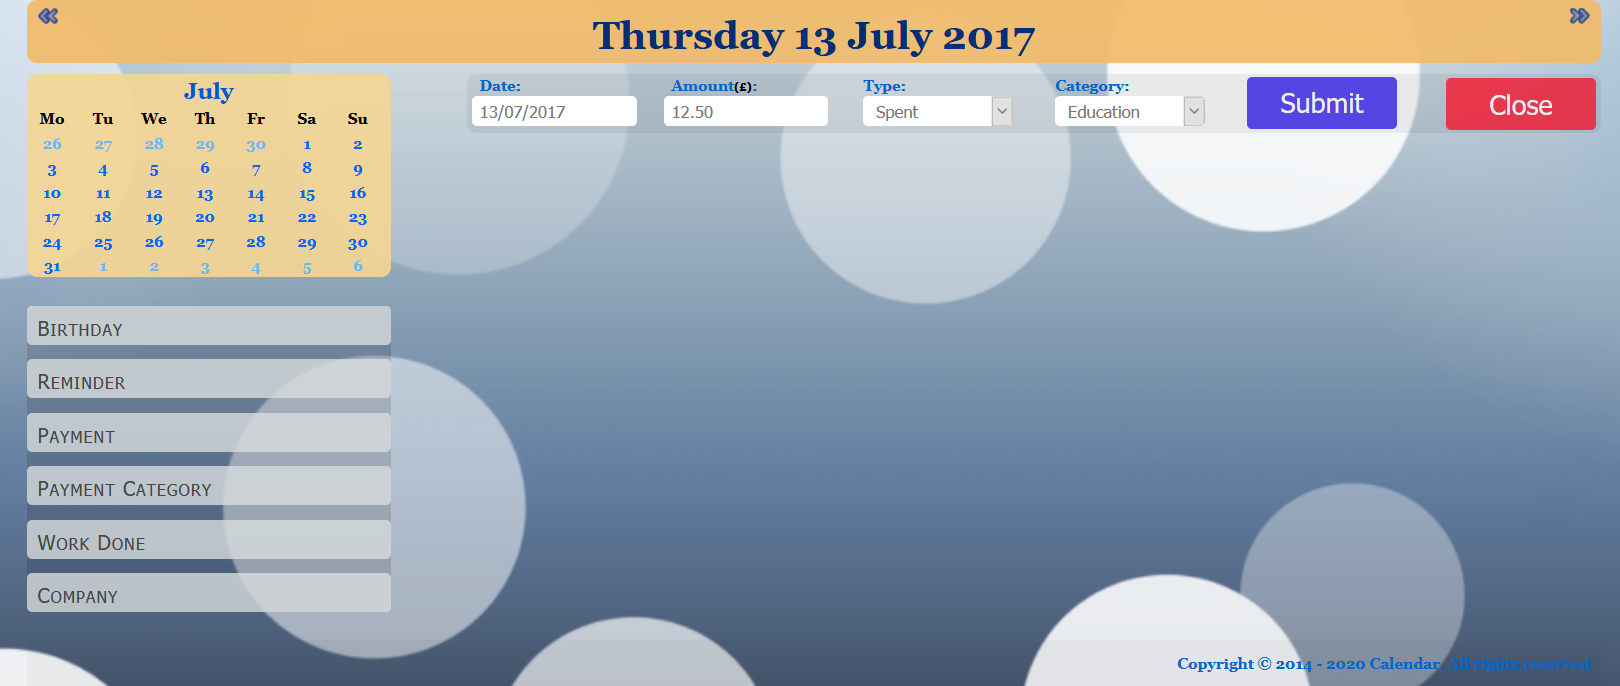 Thursday 13 July 2017
July
Mo Tu We Th Fr Sa Su
26 27 28 29 30 1 2
3 4 5 6 7 8 9
10 11 12 13 14 15 16
17 18 19 20 21 22 23
24 25 26 27 28 29 30
31 1 2 3 4 5 6
Date: Amount(£): Type: Category:
13/07/2017 12.50 Spent Education Submit Close
Birthday
Reminder
Payment
Payment Category
Work Done
Company
Copyright © 2014 - 2020 Calendar. All rights reserved